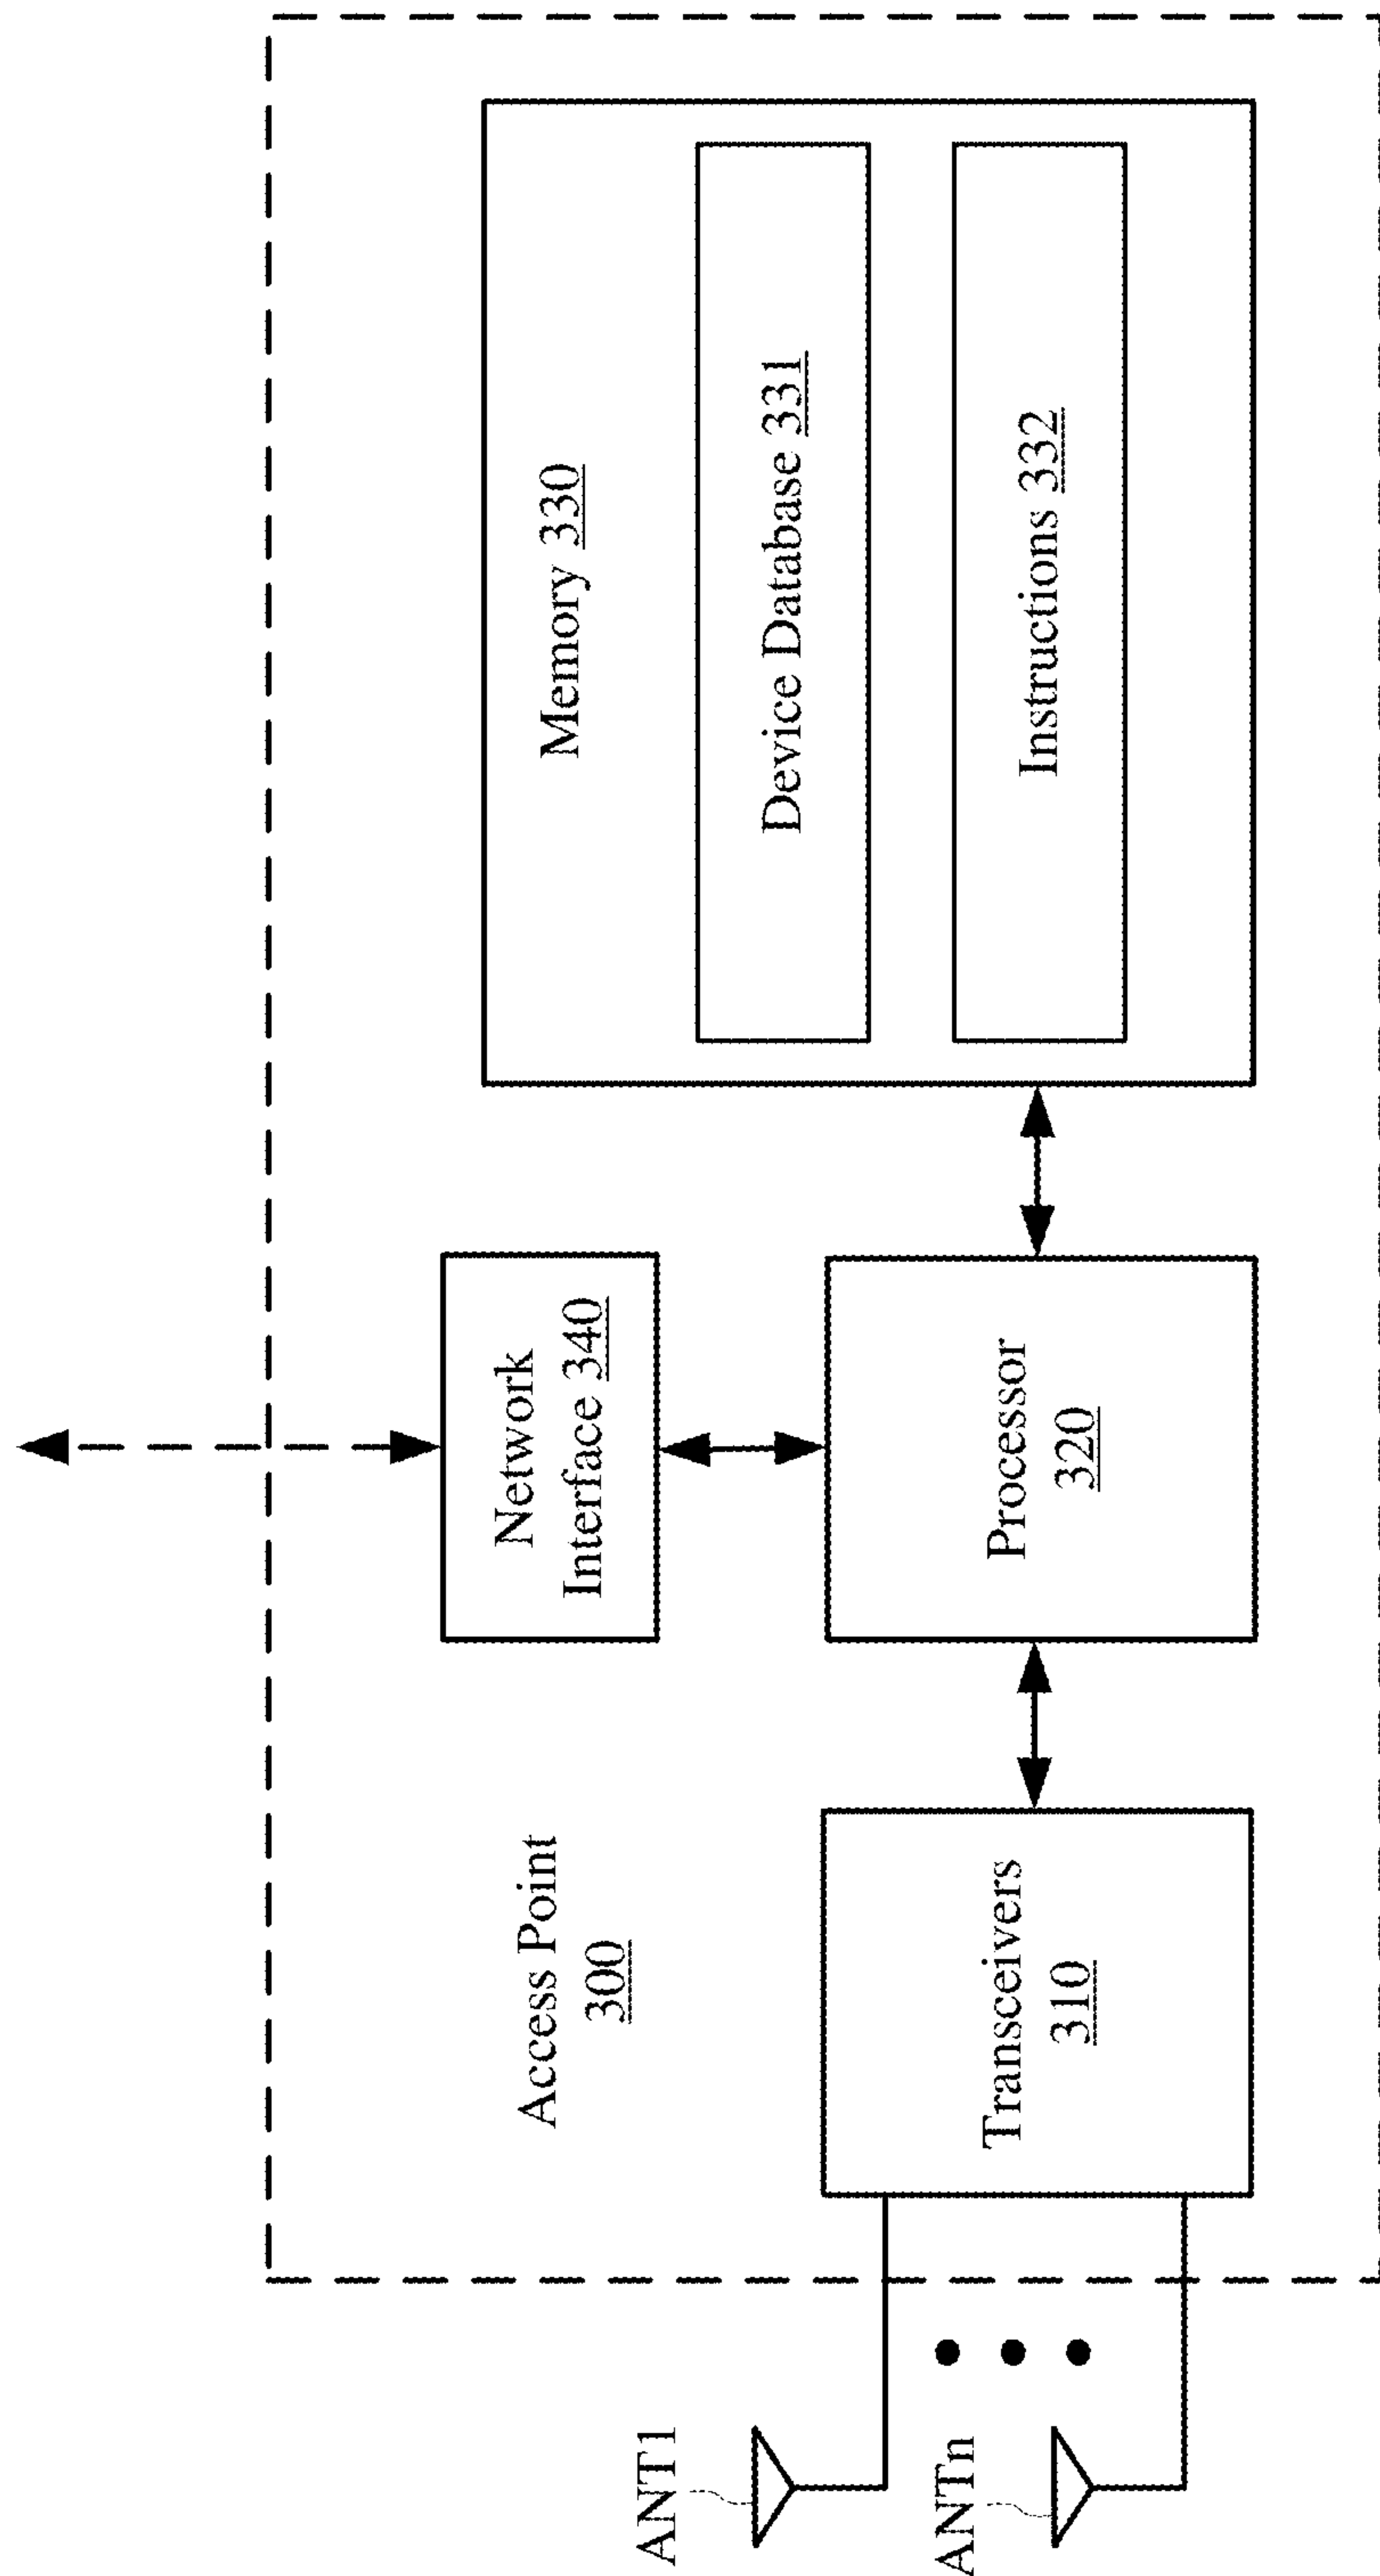 Access Point
300
Network
Interface 340
Memory 330
Device Database 331
Instructions 332
Processor
320
Transceivers
310
ANT1
ANTn